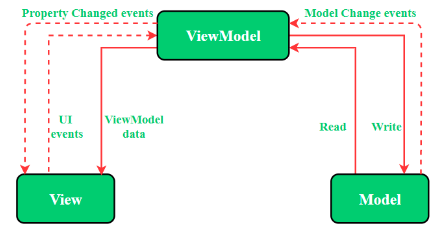 Property Changed events
Model Change events
ViewModel
UI
events
ViewModel
data
Read
Write
View
Model